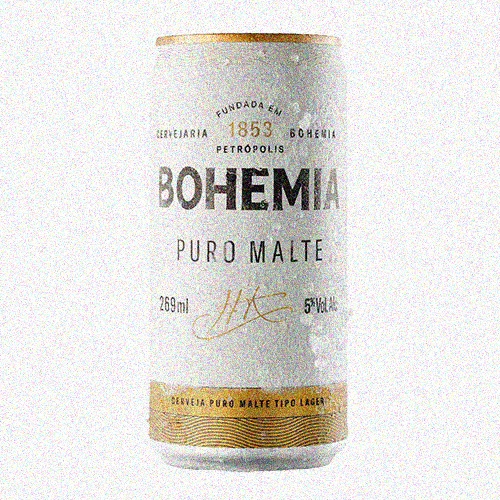 FUNDADA EM
CERVEJARIA 1853 BOHEMIA
PETRÓPOLIS
BOHEMIA
PURO MALTE
269ml 5% Vol. Alc
CERVEJA PURO MALTE TIPO LAGER